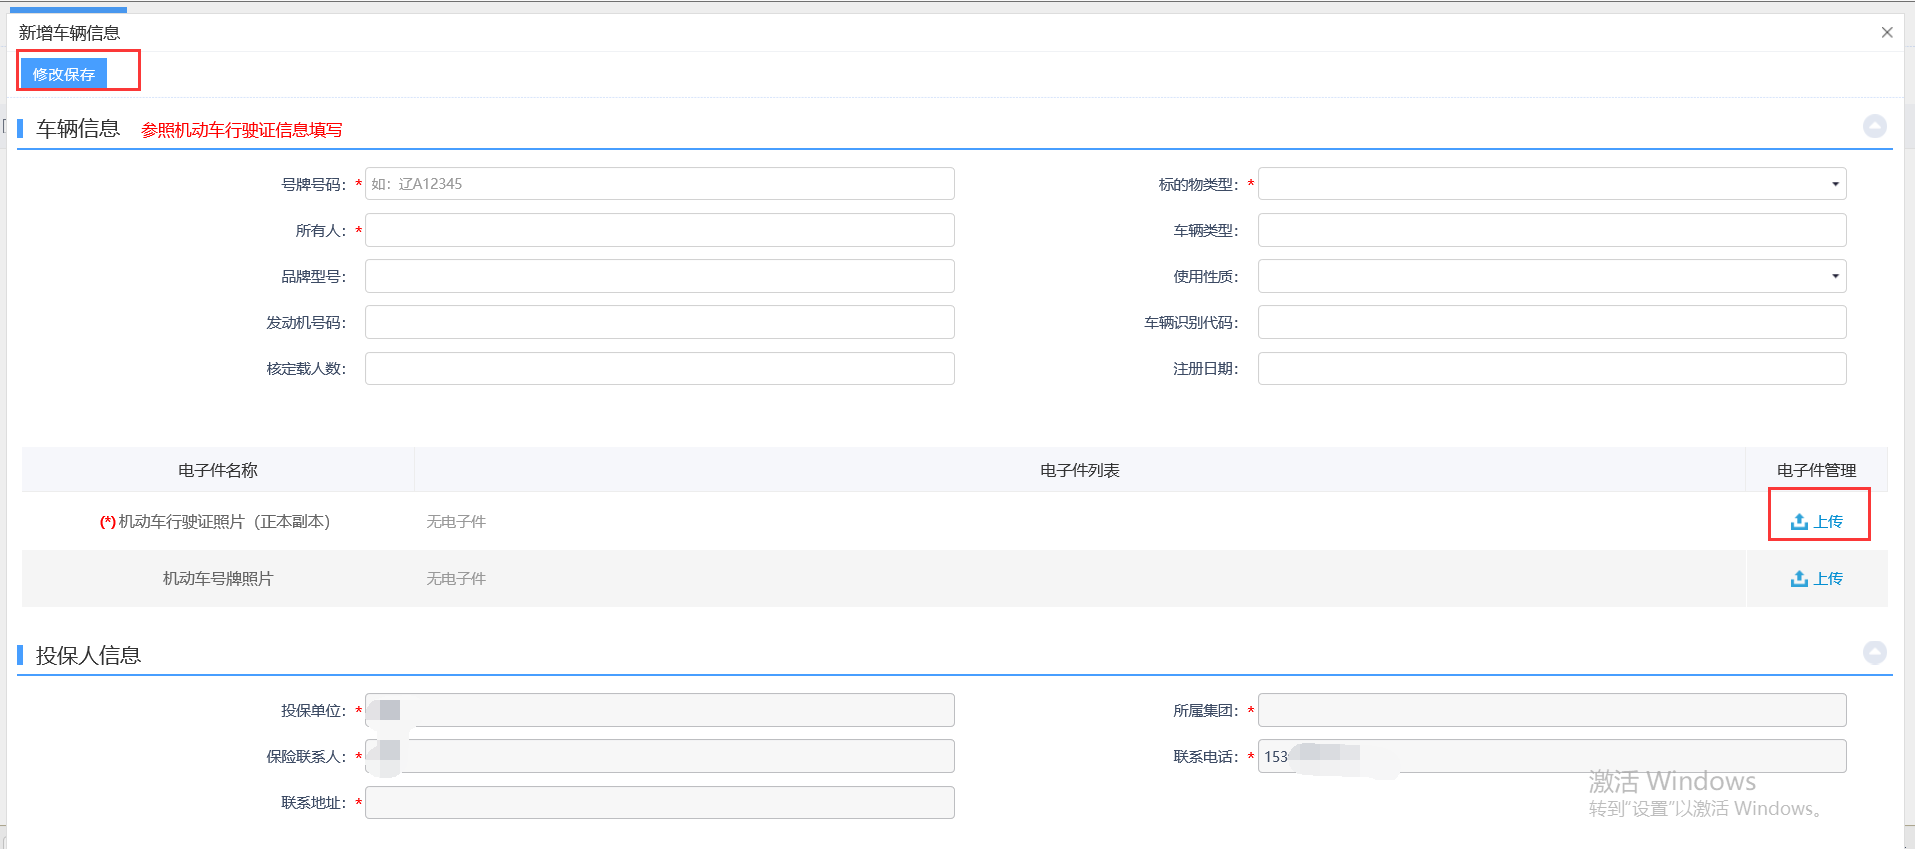 新增车辆信息
修改保存
车辆信息 参照机动车行驶证信息填写
号牌号码：* 如：辽A12345 标的物类型：*
所有人：* 车辆类型：
品牌型号： 使用性质：
发动机号码： 车辆识别代码：
核定载人数： 注册日期：
电子件名称 电子件列表 电子件管理
(*)机动车行驶证照片（正本副本） 无电子件 上传
机动车号牌照片 无电子件 上传
投保人信息
投保单位：* 所属集团：*
保险联系人：* 联系电话：* 153
联系地址：*
激活 Windows
转到“设置”以激活 Windows。